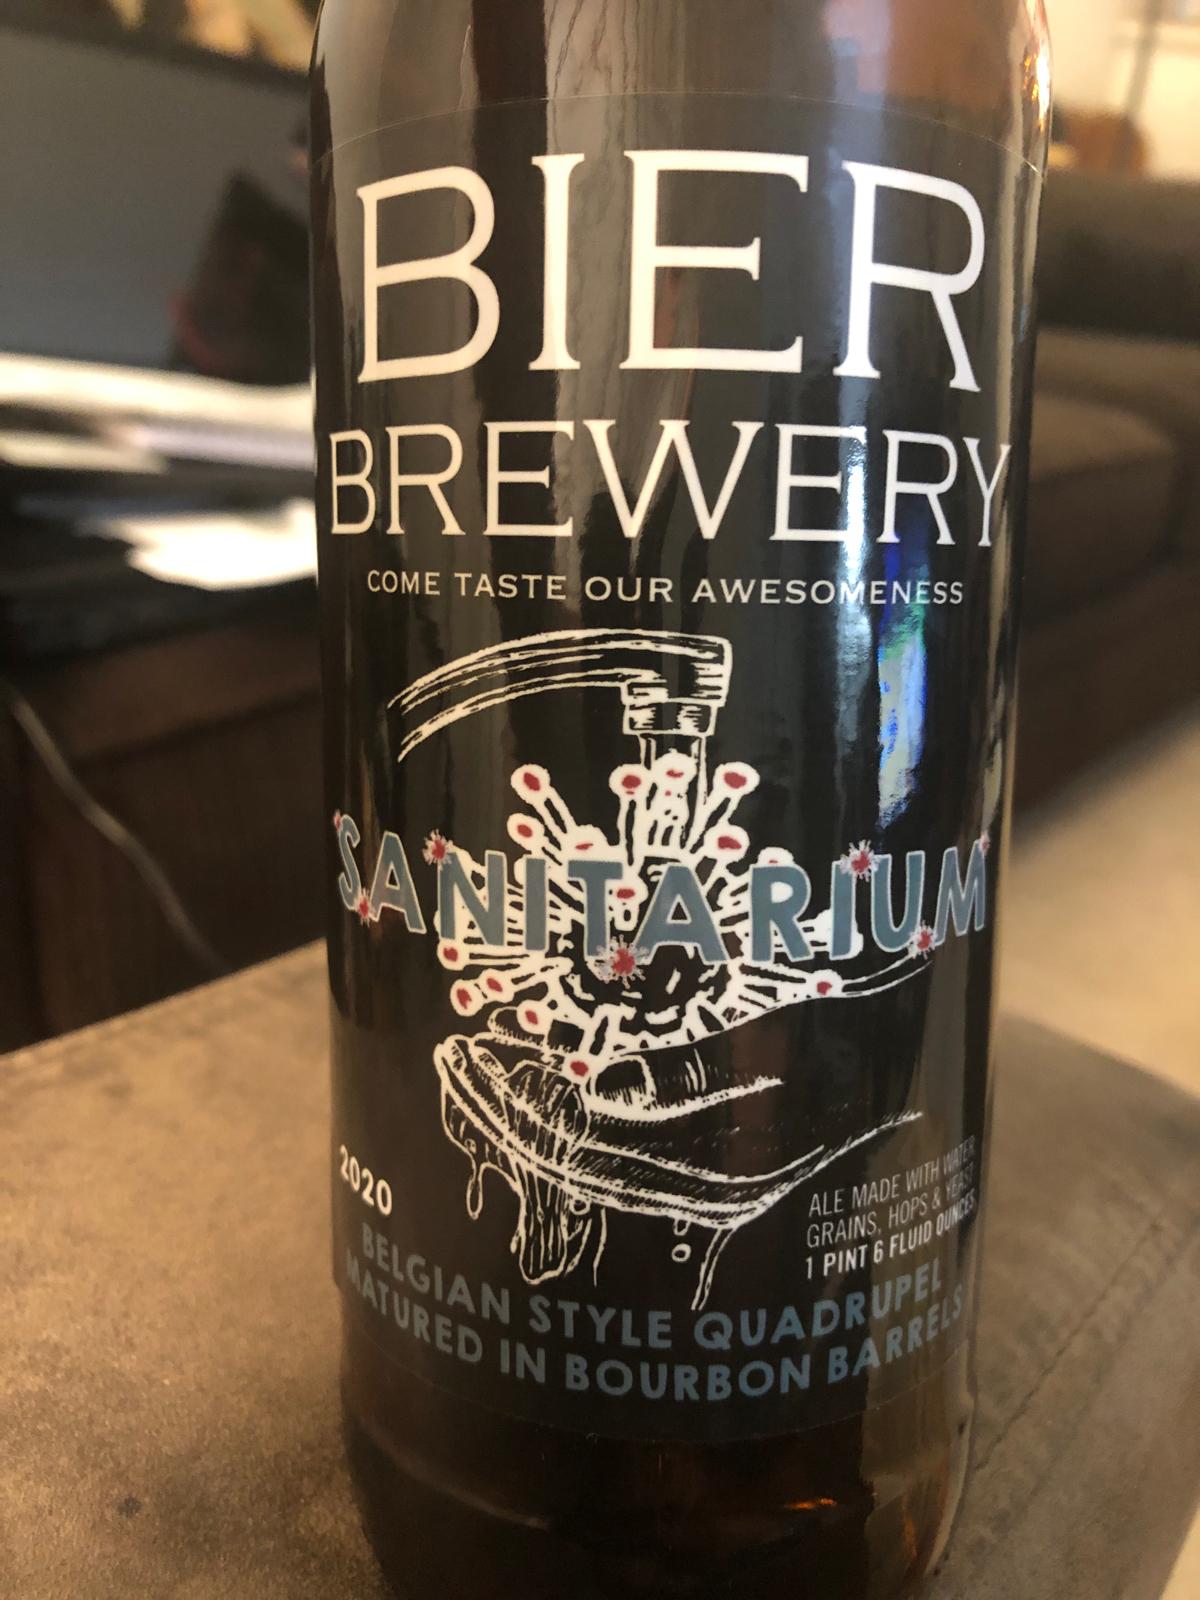 BIER
BREWERY
COME TASTE OUR AWESOMENESS
SANITARIUM
2020
ALE MADE WITH WATER
GRAINS, HOPS & YEAST
1 PINT 6 FLUID OUNCES
BELGIAN STYLE QUADRUPEL
MATURED IN BOURBON BARRELS